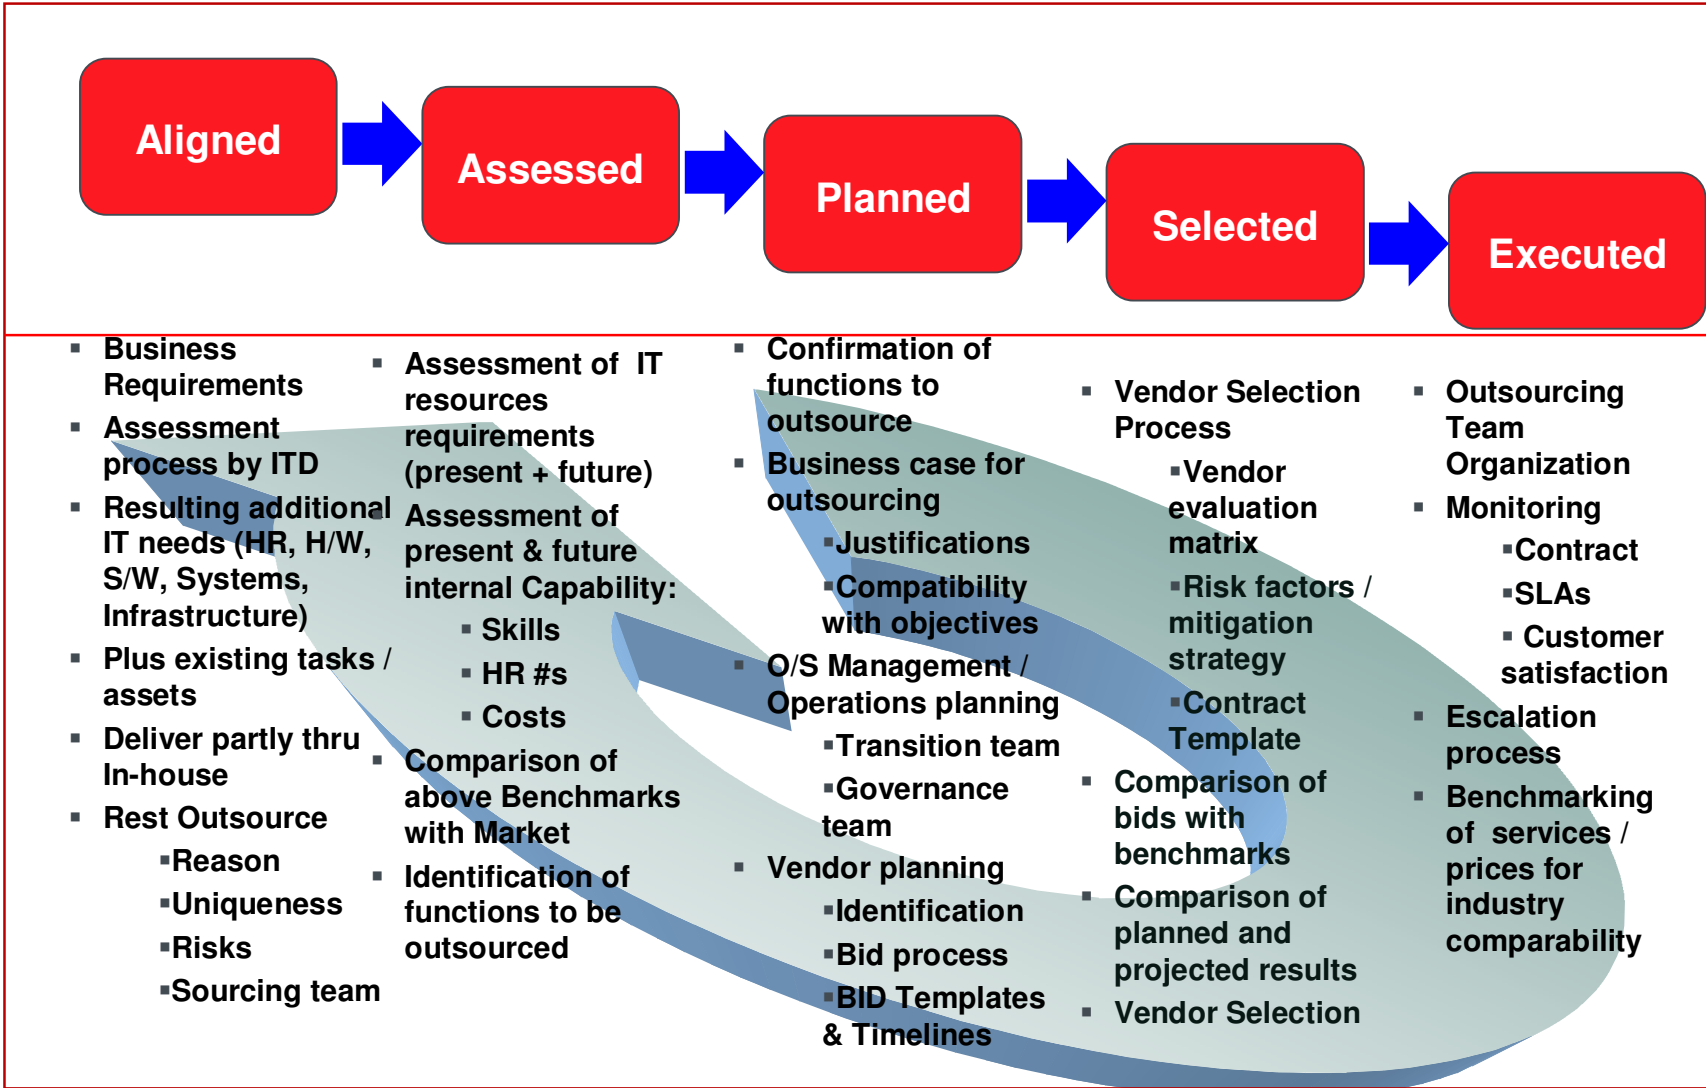 Aligned
Assessed
Planned
Selected
Executed
▪ Business
Requirements
▪ Assessment
process by ITD
▪ Resulting additional
IT needs (HR, H/W,
S/W, Systems,
Infrastructure)
▪ Plus existing tasks /
assets
▪ Deliver partly thru
In-house
▪ Rest Outsource
▪Reason
▪Uniqueness
▪Risks
▪Sourcing team
▪ Assessment of IT
resources
requirements
(present + future)
▪ Assessment of
present & future
internal Capability:
▪ Skills
▪ HR #s
▪ Costs
▪ Comparison of
above Benchmarks
with Market
▪ Identification of
functions to be
outsourced
▪ Confirmation of
functions to
outsource
▪ Business case for
outsourcing
▪Justifications
▪Compatibility
with objectives
▪ O/S Management /
Operations planning
▪Transition team
▪Governance
team
▪ Vendor planning
▪Identification
▪Bid process
▪BID Templates
& Timelines
▪ Vendor Selection
Process
▪Vendor
evaluation
matrix
▪Risk factors /
mitigation
strategy
▪Contract
Template
▪ Comparison of
bids with
benchmarks
▪ Comparison of
planned and
projected results
▪ Vendor Selection
▪ Outsourcing
Team
Organization
▪ Monitoring
▪Contract
▪SLAs
▪ Customer
satisfaction
▪ Escalation
process
▪ Benchmarking
of services /
prices for
industry
comparability